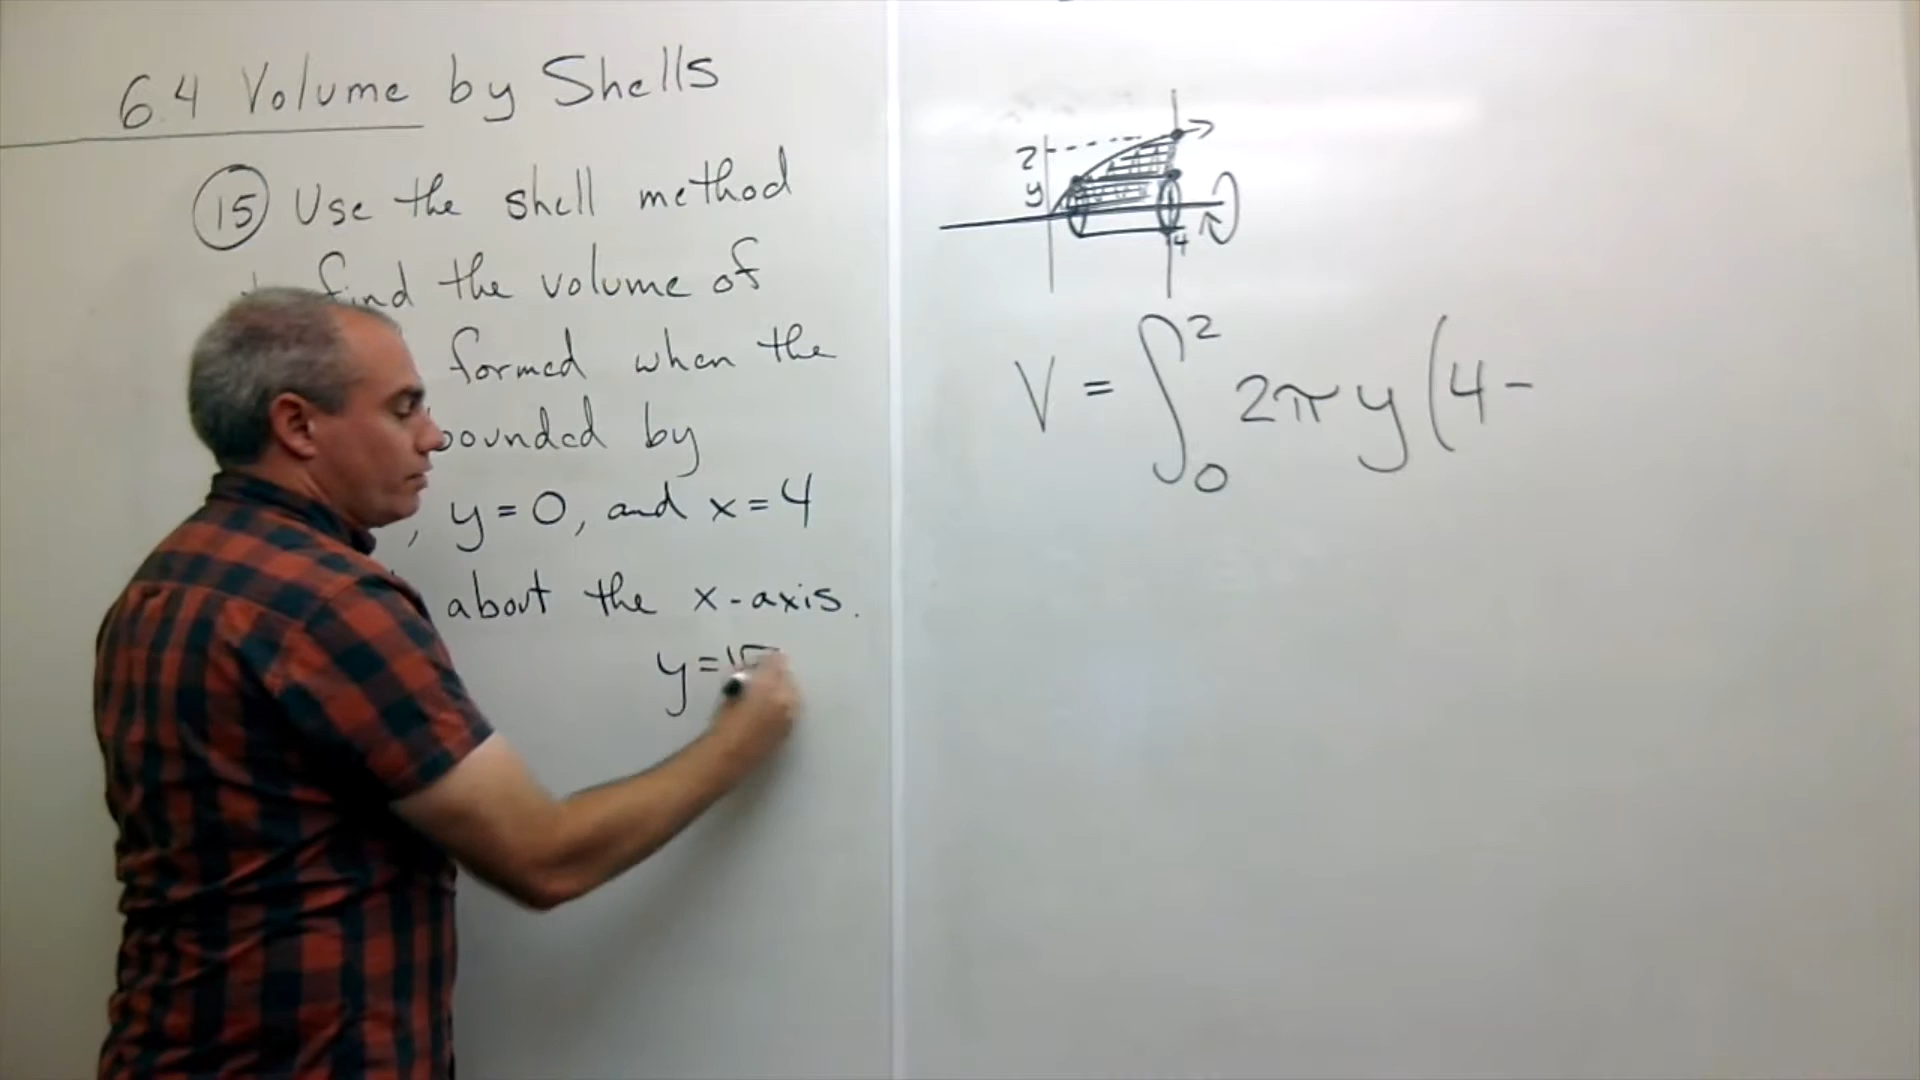 6.4 Volume by Shells
15 Use the shell method
find the volume of
formed when the
bounded by
, y=0, and x=4
about the x-axis.
y=
2
y
4
V = ∫₀² 2πy(4-